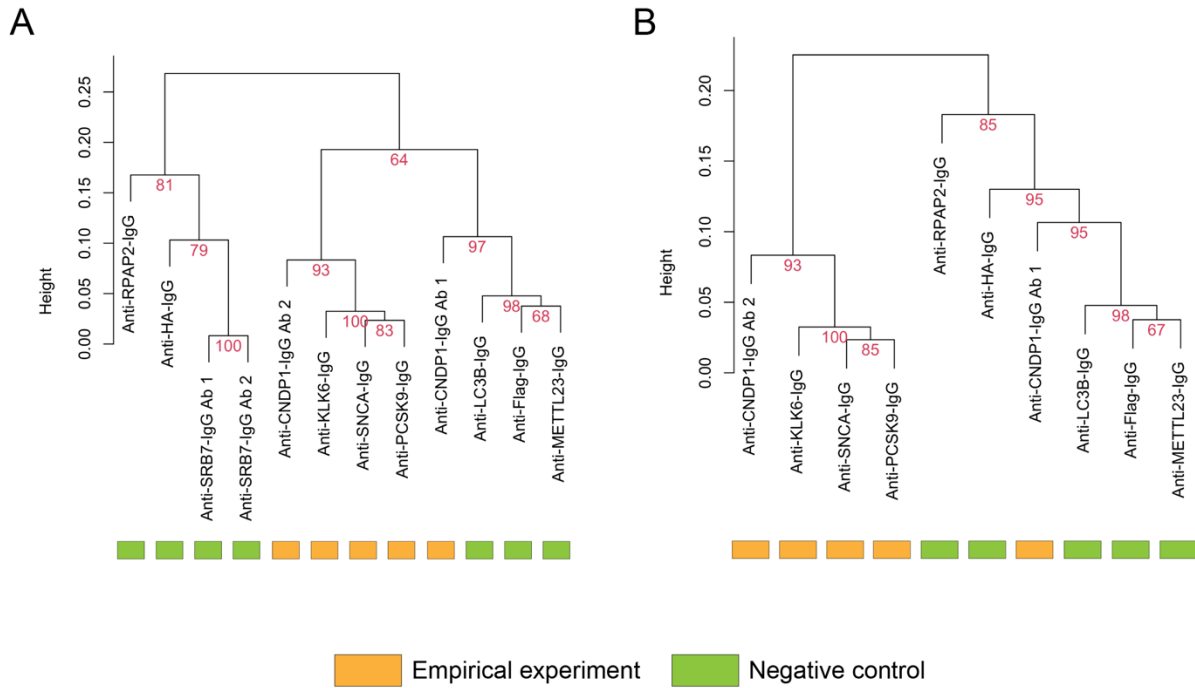 A
Height
0.00
0.05
0.10
0.15
0.20
0.25
81
79
100
64
93
100
83
97
98
68
Anti-RPAP2-IgG
Anti-HA-IgG
Anti-SRB7-IgG Ab 1
Anti-SRB7-IgG Ab 2
Anti-CNDP1-IgG Ab 2
Anti-KLK6-IgG
Anti-SNCA-IgG
Anti-PCSK9-IgG
Anti-CNDP1-IgG Ab 1
Anti-LC3B-IgG
Anti-Flag-IgG
Anti-METTL23-IgG
B
Height
0.00
0.05
0.10
0.15
0.20
93
100
85
85
95
95
98
67
Anti-CNDP1-IgG Ab 2
Anti-KLK6-IgG
Anti-SNCA-IgG
Anti-PCSK9-IgG
Anti-RPAP2-IgG
Anti-HA-IgG
Anti-CNDP1-IgG Ab 1
Anti-LC3B-IgG
Anti-Flag-IgG
Anti-METTL23-IgG
Empirical experiment
Negative control